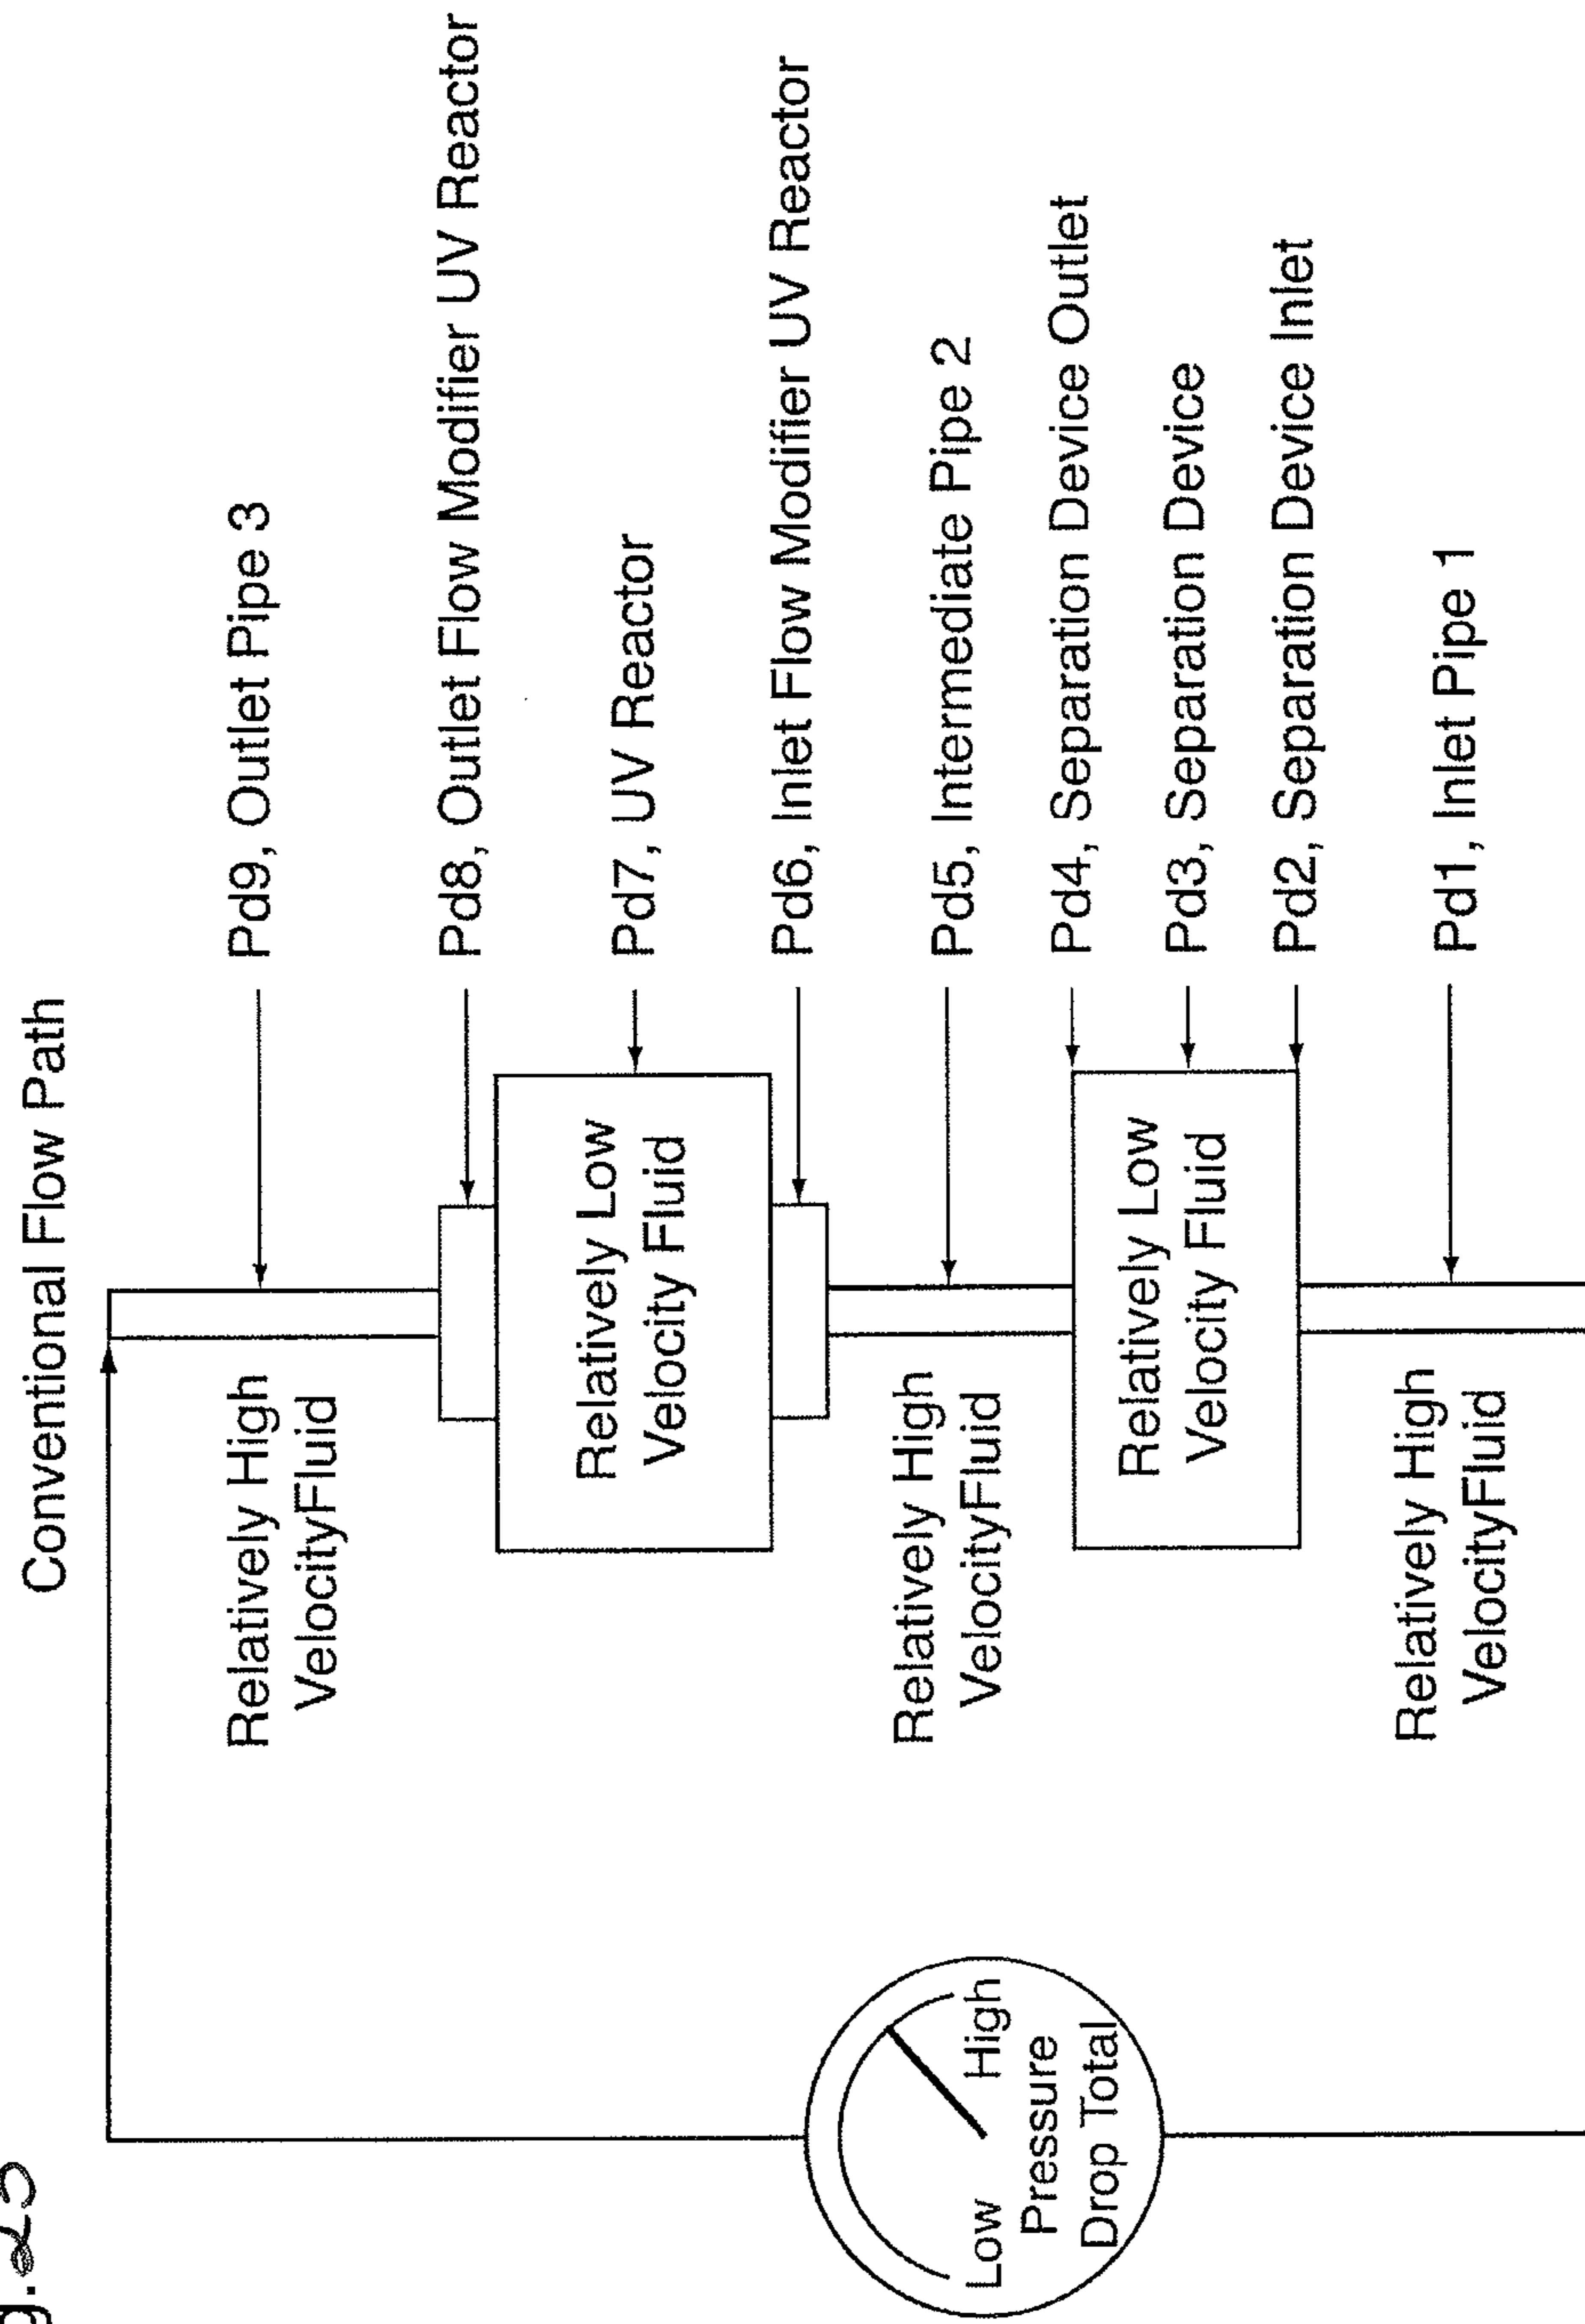 g. 25
Conventional Flow Path
Relatively High
VelocityFluid
Pd9, Outlet Pipe 3
Pd8, Outlet Flow Modifier UV Reactor
Relatively Low
Velocity Fluid
Pd7, UV Reactor
Pd6, Inlet Flow Modifier UV Reactor
Relatively High
VelocityFluid
Pd5, Intermediate Pipe 2
Pd4, Separation Device Outlet
Relatively Low
Velocity Fluid
Pd3, Separation Device
Pd2, Separation Device Inlet
Relatively High
VelocityFluid
Pd1, Inlet Pipe 1
Low
High
Pressure
Drop Total